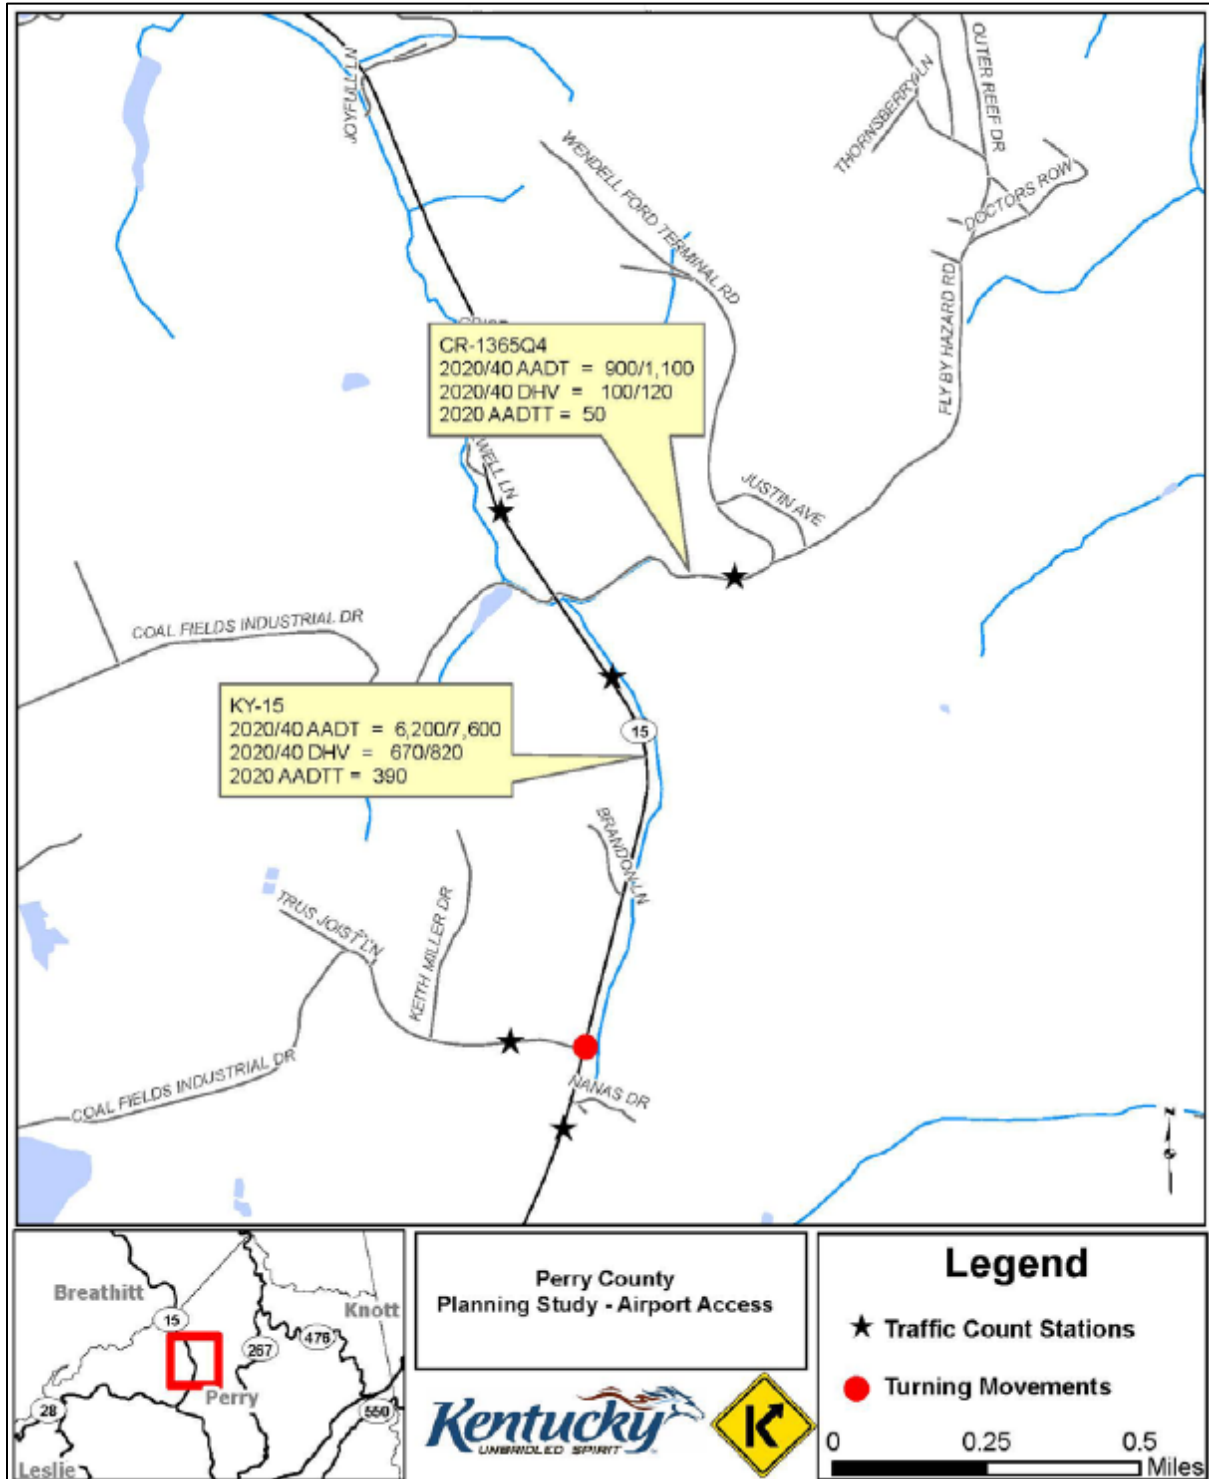 JOYFUL LN
WENDELL FORD TERMINAL RD
THORNSBERRY LN
OUTER REEF DR
DOCTORS ROW
FLY BY HAZARD RD
CR-1365Q4
2020/40 AADT = 900/1,100
2020/40 DHV = 100/120
2020 AADTT = 50
WELL LN
JUSTIN AVE
COAL FIELDS INDUSTRIAL DR
KY-15
2020/40 AADT = 6,200/7,600
2020/40 DHV = 670/820
2020 AADTT = 390
15
BRANDON LN
TRUS JOIST LN
KEITH MILLER DR
COAL FIELDS INDUSTRIAL DR
NANAS DR
Z
Breathitt
15
Knott
476
267
Perry
28
550
Leslie
Perry County
Planning Study - Airport Access
Kentucky
UNBRIDLED SPIRIT
K
Legend
Traffic Count Stations
Turning Movements
0 0.25 0.5
Miles